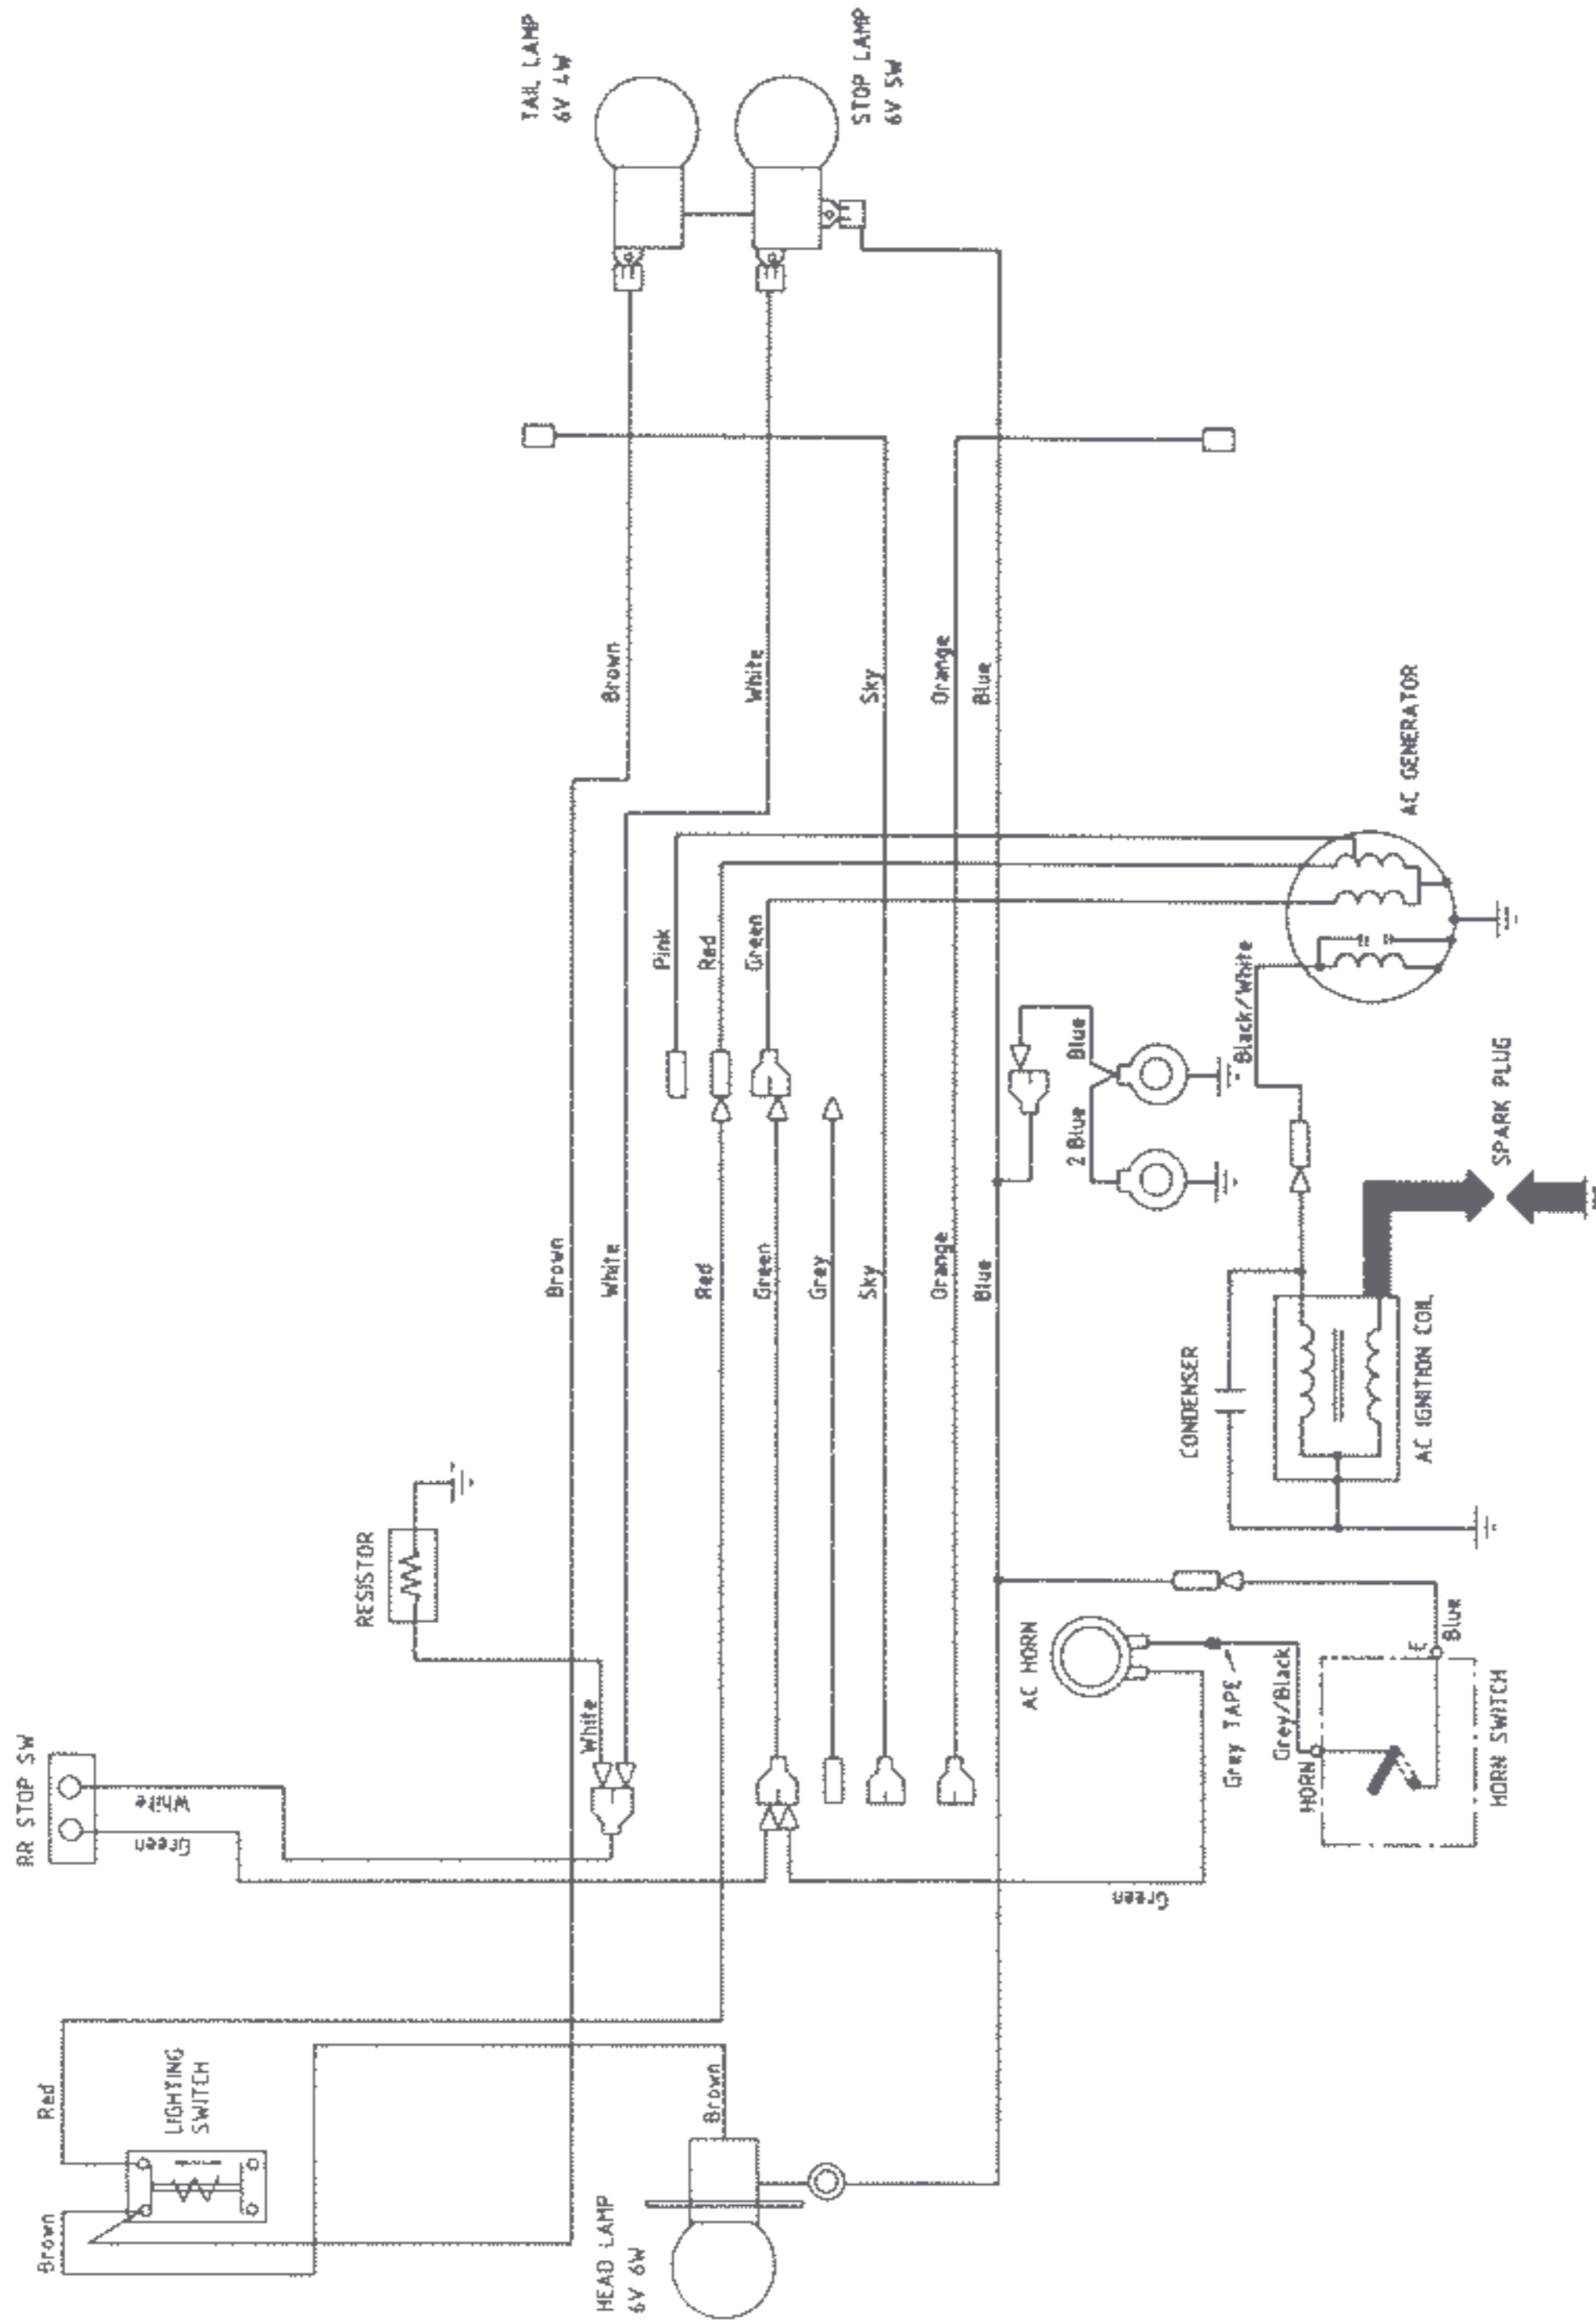 TAIL LAMP
6V 4W
STOP LAMP
6V 5W
Brown
White
Sky
Orange
Blue
AC GENERATOR
Pink
Red
Green
Black/White
Blue
2 Blue
SPARK PLUG
Brown
White
Red
Green
Grey
Sky
Orange
Blue
CONDENSER
AC IGNITION COIL
RESISTOR
RR STOP SW
White
Green
White
AC HORN
Grey TAPE
Grey/Black
HORN
E
Blue
HORN SWITCH
Green
Red
LIGHTING
SWITCH
Brown
Brown
HEAD LAMP
6V 6W